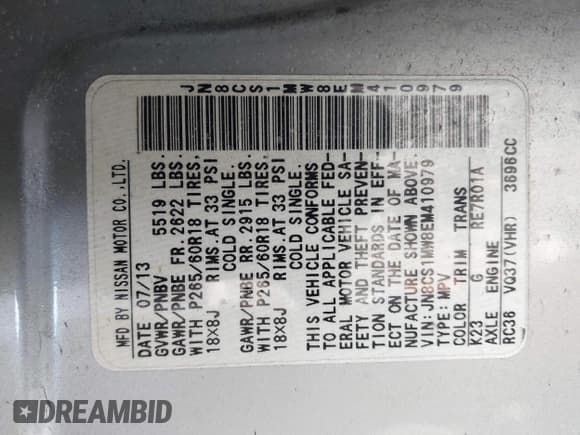 MFD BY NISSAN MOTOR CO.,LTD.
DATE 07/13
GVWR/PNBV 5519 LBS.
GAWR/PNBE FR. 2822 LBS.
WITH P265/60R18 TIRES,
18X8J RIMS.AT 33 PSI
COLD SINGLE.
GAWR/PNBE RR. 2915 LBS.
WITH P265/60R18 TIRES,
18X8J RIMS.AT 33 PSI
COLD SINGLE.
THIS VEHICLE CONFORMS
TO ALL APPLICABLE FED-
ERAL MOTOR VEHICLE SA-
FETY AND THEFT PREVEN-
TION STANDARDS IN EFF-
ECT ON THE DATE OF MA-
NUFACTURE SHOWN ABOVE.
VIN:JN8CS1MW8EM410979
TYPE: MPV
COLOR TRIM TRANS
K23 G RE7R01A
AXLE ENGINE
RC36 VQ37(VHR) 3696CC
JN8CS1MW8EM410979
DREAMBID